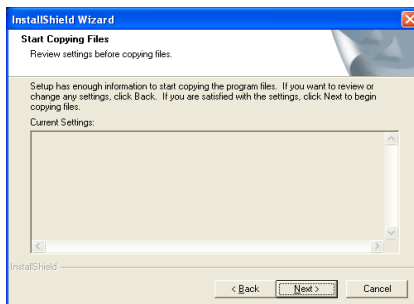 InstallShield Wizard
Start Copying Files
Review settings before copying files.
Setup has enough information to start copying the program files. If you want to review or
change any settings, click Back. If you are satisfied with the settings, click Next to begin
copying files.
Current Settings:
InstallShield
< Back Next > Cancel